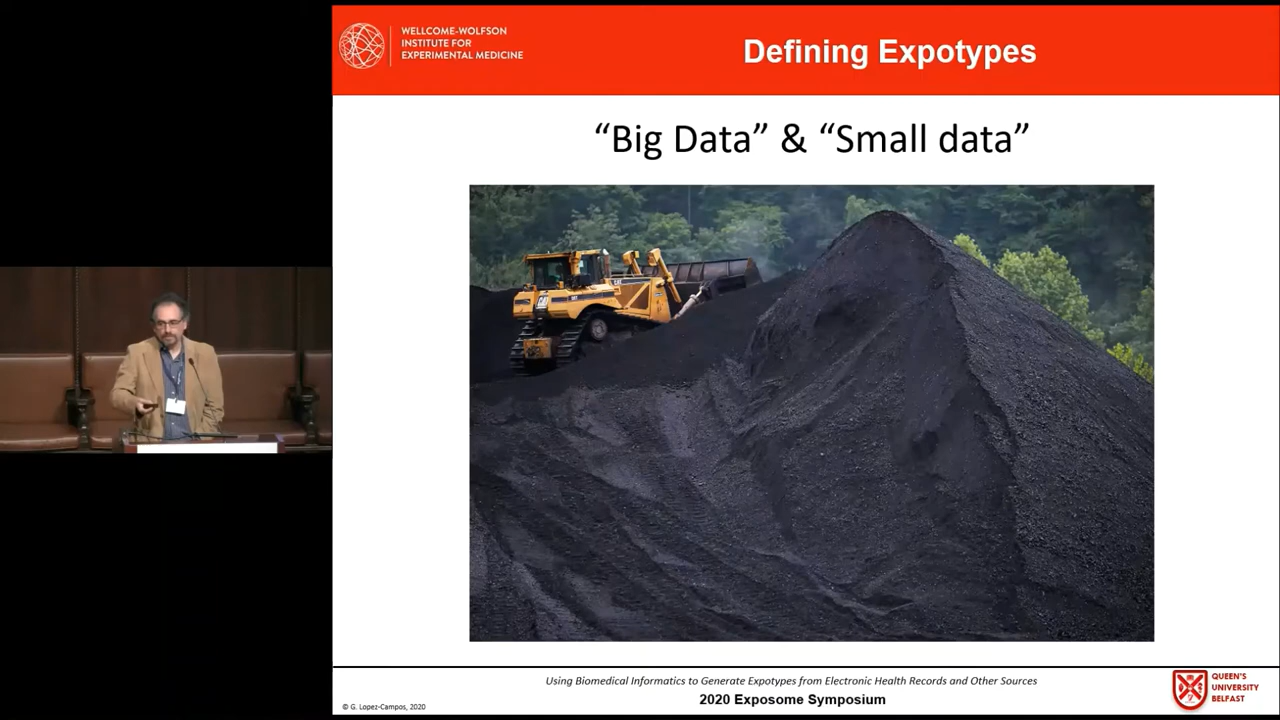 WELLCOME-WOLFSON
INSTITUTE FOR
EXPERIMENTAL MEDICINE
Defining Expotypes
“Big Data” & “Small data”
CAT
Using Biomedical Informatics to Generate Expotypes from Electronic Health Records and Other Sources
2020 Exposome Symposium
© G. Lopez-Campos, 2020
QUEEN'S
UNIVERSITY
BELFAST